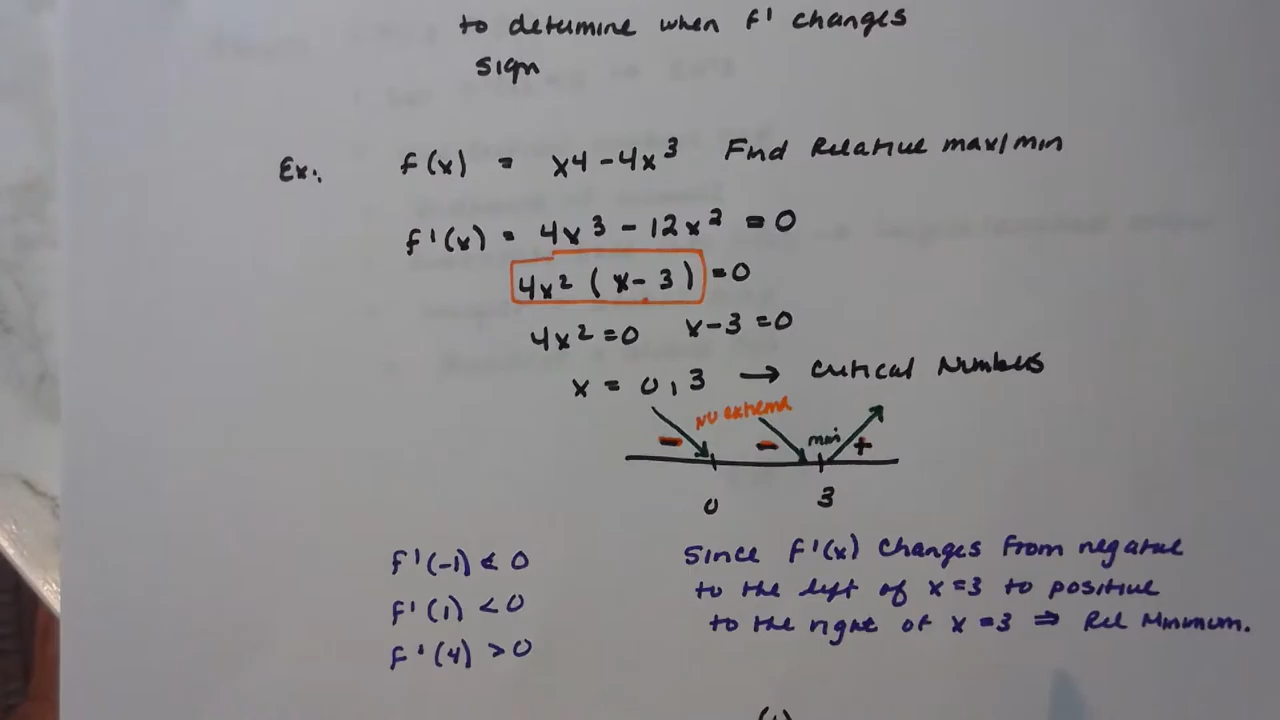 to determine when f' changes
sign
Ex: f(x) = x4 - 4x³ Find Relative max/min
f'(x) = 4x³ - 12x² = 0
4x² (x - 3) = 0
4x² = 0 x - 3 = 0
x = 0, 3 → Critical Numbers
NO extrema
- - min +
0 3
f'(-1) < 0
f'(1) < 0
f'(4) > 0
Since f'(x) changes from negative
to the left of x = 3 to positive
to the right of x = 3 ⇒ Rel Minimum.